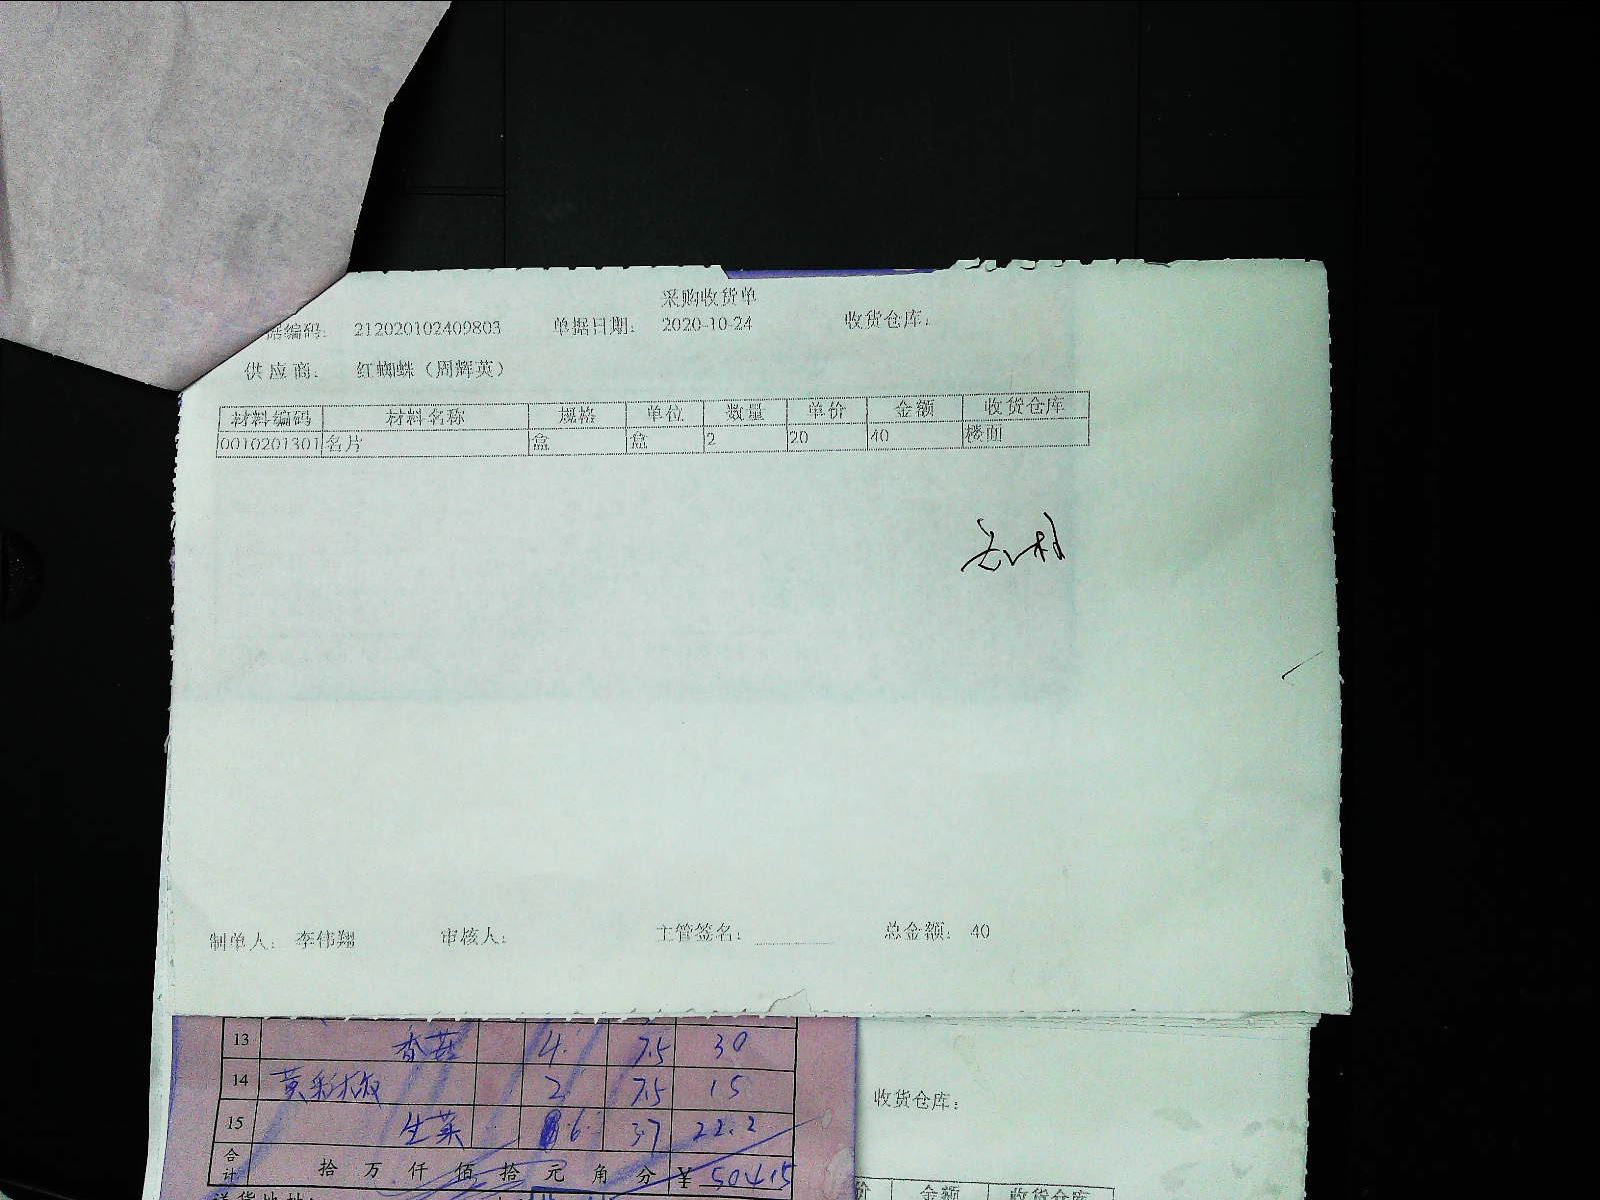 采购收货单
据编码： 212020102409803 单据日期： 2020-10-24 收货仓库：
供应商： 红蜘蛛（周辉英）
材料编码 材料名称 规格 单位 数量 单价 金额 收货仓库
0010201301 名片 盒 盒 2 20 40 楼面
制单人： 李伟翔 审核人： 主管签名： 总金额： 40
13 香菇 4. 7.5 30
14 黄彩椒 2 7.5 15
15 生菜 6. 3.7 22.2
合计 拾 万 仟 佰 拾 元 角 分 ¥ 504.15
收货仓库：
送货地址：
价 金额 收货仓库